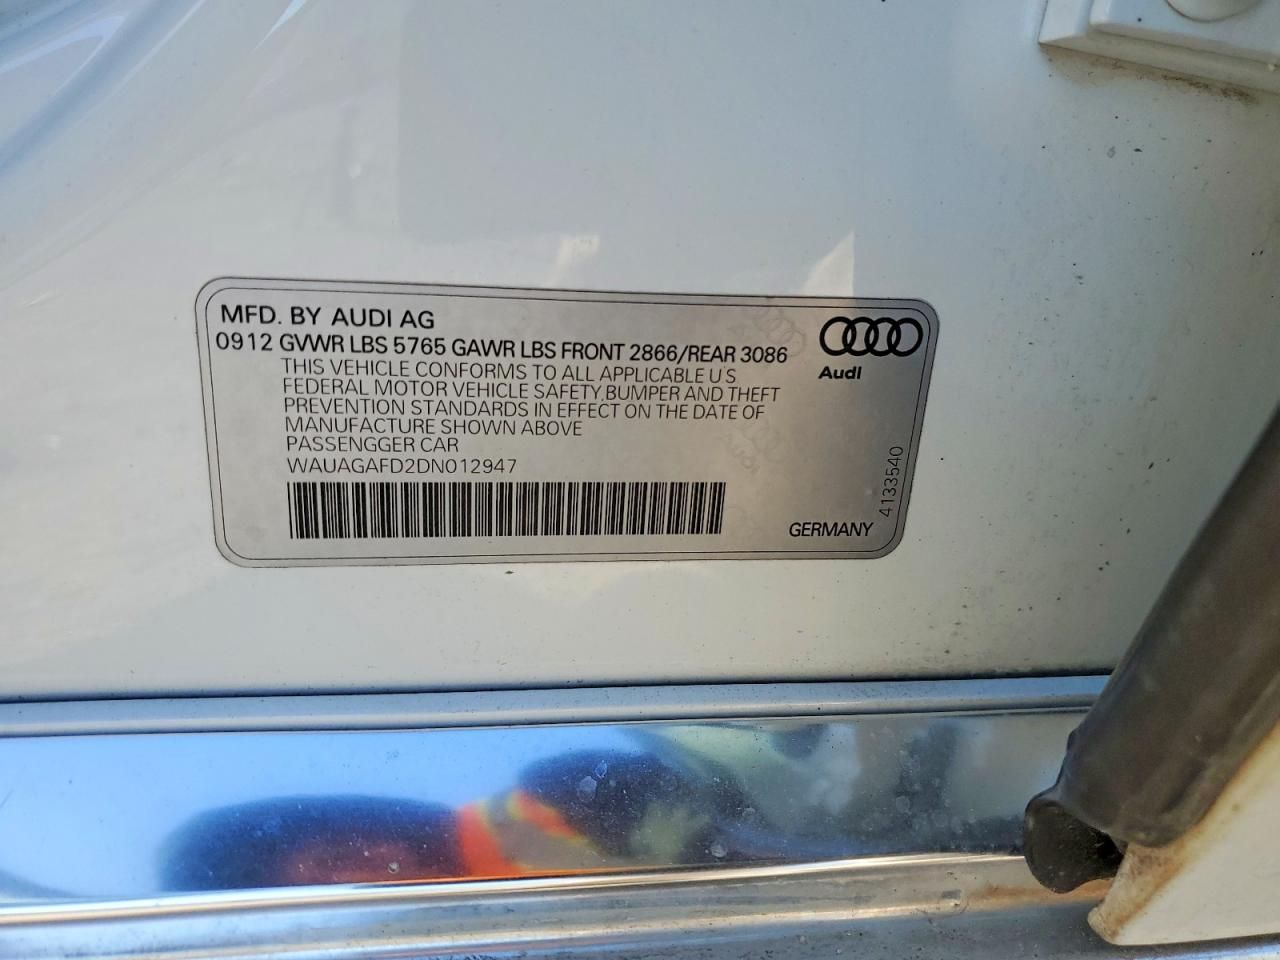 MFD. BY AUDI AG
0912 GVWR LBS 5765 GAWR LBS FRONT 2866/REAR 3086
THIS VEHICLE CONFORMS TO ALL APPLICABLE U S
FEDERAL MOTOR VEHICLE SAFETY, BUMPER AND THEFT
PREVENTION STANDARDS IN EFFECT ON THE DATE OF
MANUFACTURE SHOWN ABOVE
PASSENGGER CAR
WAUAGAFD2DN012947
Audi
Audi
4133540
GERMANY